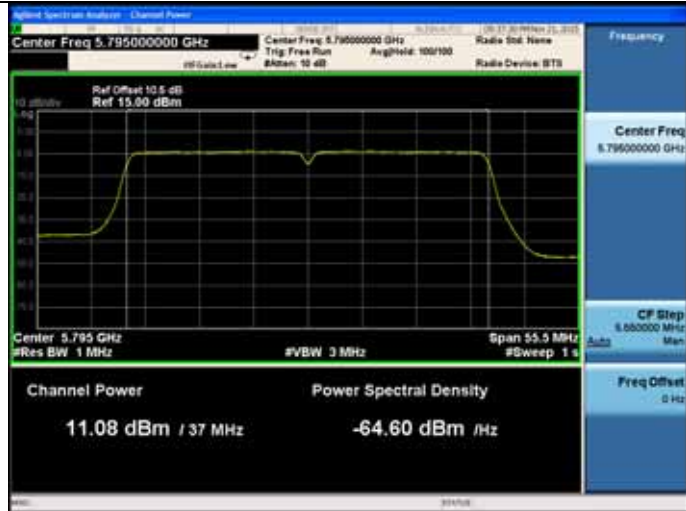 Agilent Spectrum Analyzer - Channel Power
Center Freq 5.795000000 GHz
Center Freq: 5.795000000 GHz
Trig: Free Run
Avg|Hold: 100/100
#Atten: 10 dB
#IFGain:Low
Radio Std: None
Radio Device: BTS
Ref Offset 10.5 dB
10 dB/div
Ref 15.00 dBm
Log
Center 5.795 GHz
Span 55.5 MHz
#Res BW 1 MHz
#VBW 3 MHz
#Sweep 1 s
Channel Power
Power Spectral Density
11.08 dBm / 37 MHz
-64.60 dBm /Hz
Frequency
Center Freq
5.795000000 GHz
CF Step
Auto
Man
Freq Offset
0 Hz
MSG
STATUS